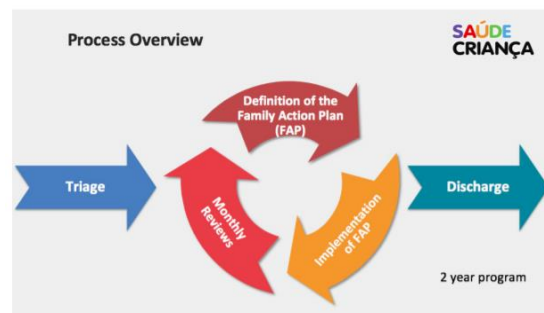 Process Overview
SAÚDE
CRIANÇA
Definition of the
Family Action Plan
(FAP)
Triage
Monthly
Reviews
Implementation
of FAP
Discharge
2 year program